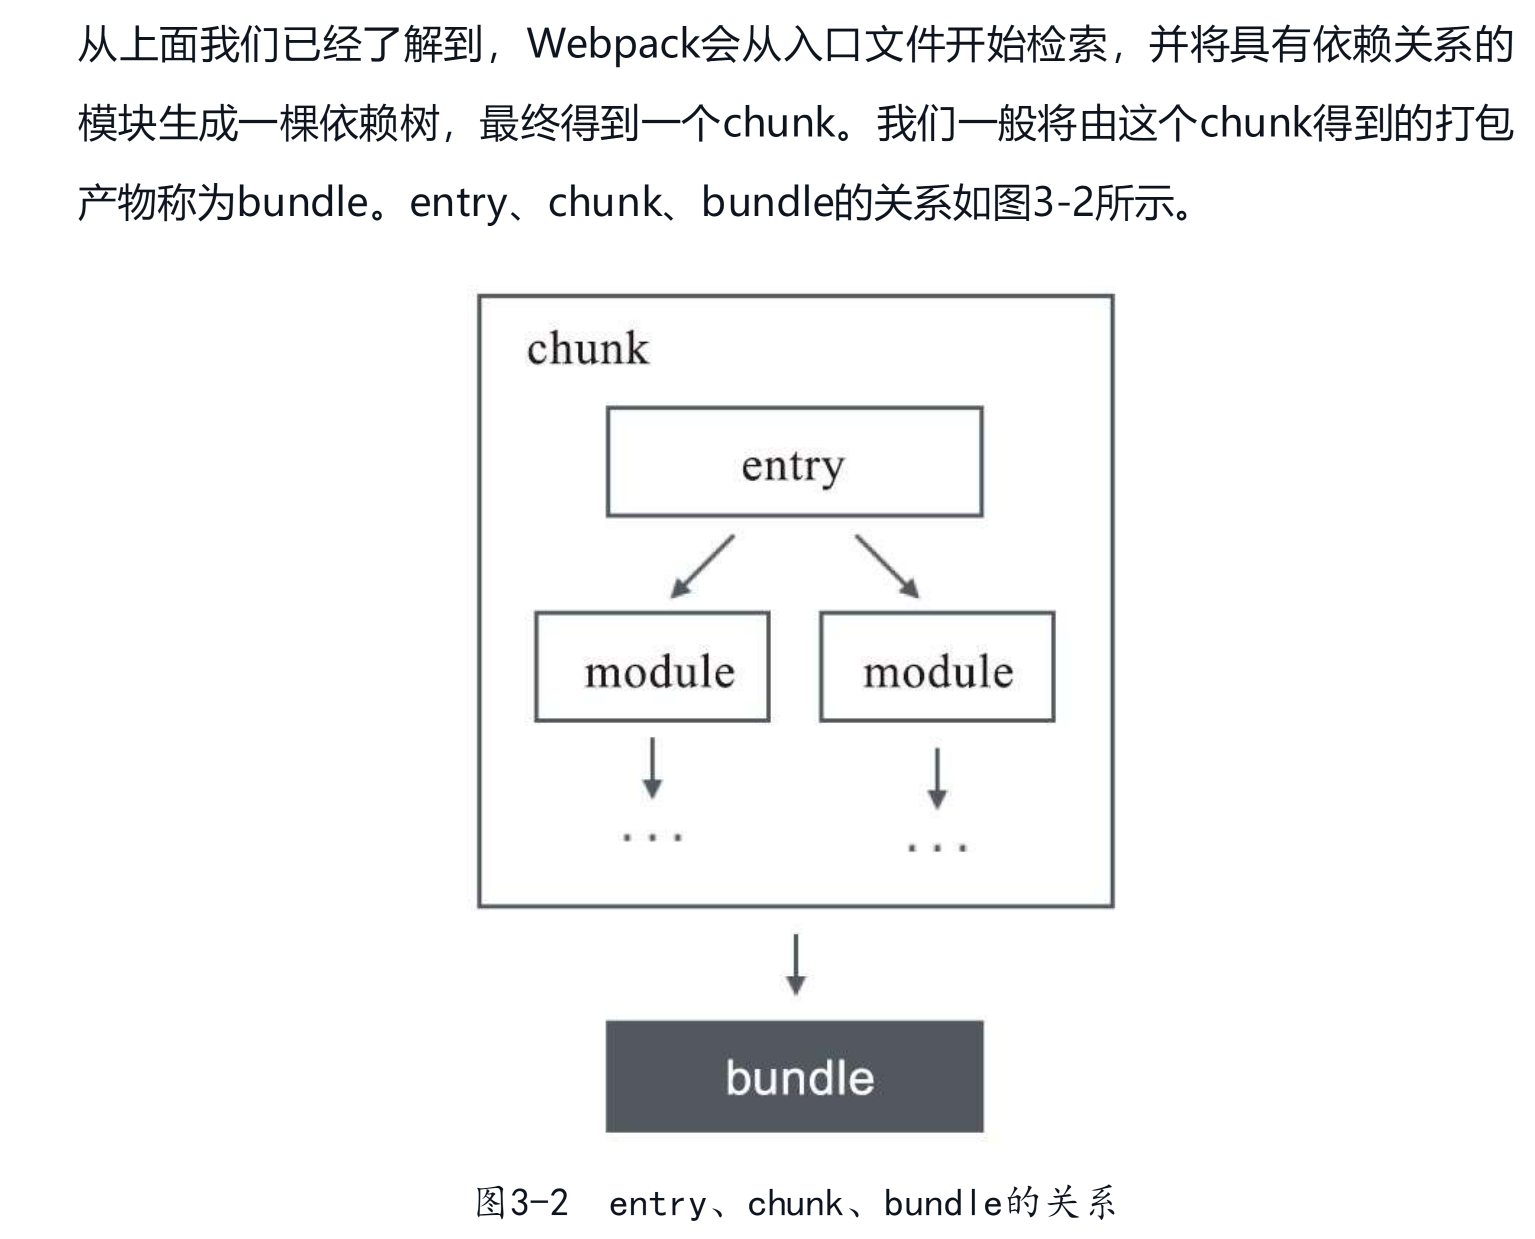 从上面我们已经了解到，Webpack会从入口文件开始检索，并将具有依赖关系的
模块生成一棵依赖树，最终得到一个chunk。我们一般将由这个chunk得到的打包
产物称为bundle。entry、chunk、bundle的关系如图3-2所示。
chunk
entry
module module
... ...
bundle
图3-2 entry、chunk、bundle的关系